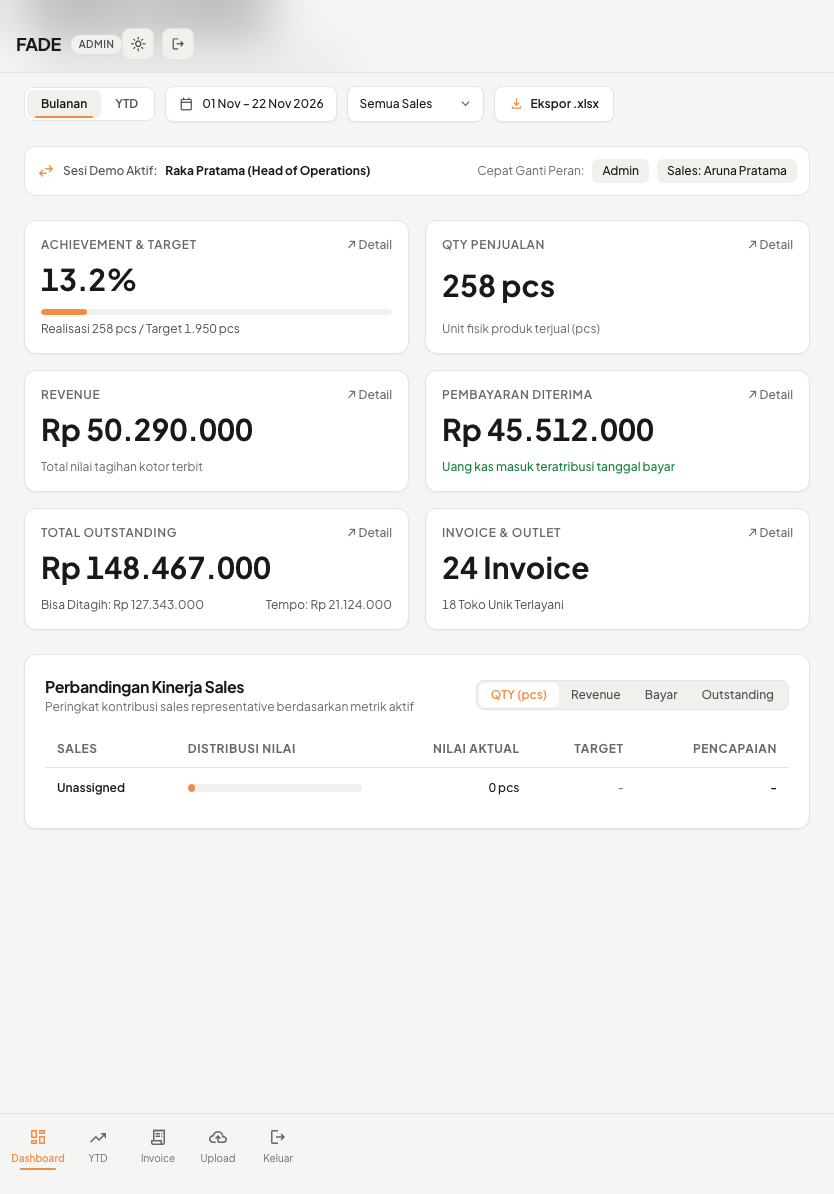 FADE ADMIN
Bulanan YTD 01 Nov – 22 Nov 2026 Semua Sales Ekspor .xlsx
Sesi Demo Aktif: Raka Pratama (Head of Operations) Cepat Ganti Peran: Admin Sales: Aruna Pratama
ACHIEVEMENT & TARGET Detail
13.2%
Realisasi 258 pcs / Target 1.950 pcs
QTY PENJUALAN Detail
258 pcs
Unit fisik produk terjual (pcs)
REVENUE Detail
Rp 50.290.000
Total nilai tagihan kotor terbit
PEMBAYARAN DITERIMA Detail
Rp 45.512.000
Uang kas masuk teratribusi tanggal bayar
TOTAL OUTSTANDING Detail
Rp 148.467.000
Bisa Ditagih: Rp 127.343.000 Tempo: Rp 21.124.000
INVOICE & OUTLET Detail
24 Invoice
18 Toko Unik Terlayani
Perbandingan Kinerja Sales
Peringkat kontribusi sales representative berdasarkan metrik aktif
QTY (pcs) Revenue Bayar Outstanding
SALES DISTRIBUSI NILAI NILAI AKTUAL TARGET PENCAPAIAN
Unassigned 0 pcs - -
Dashboard YTD Invoice Upload Keluar